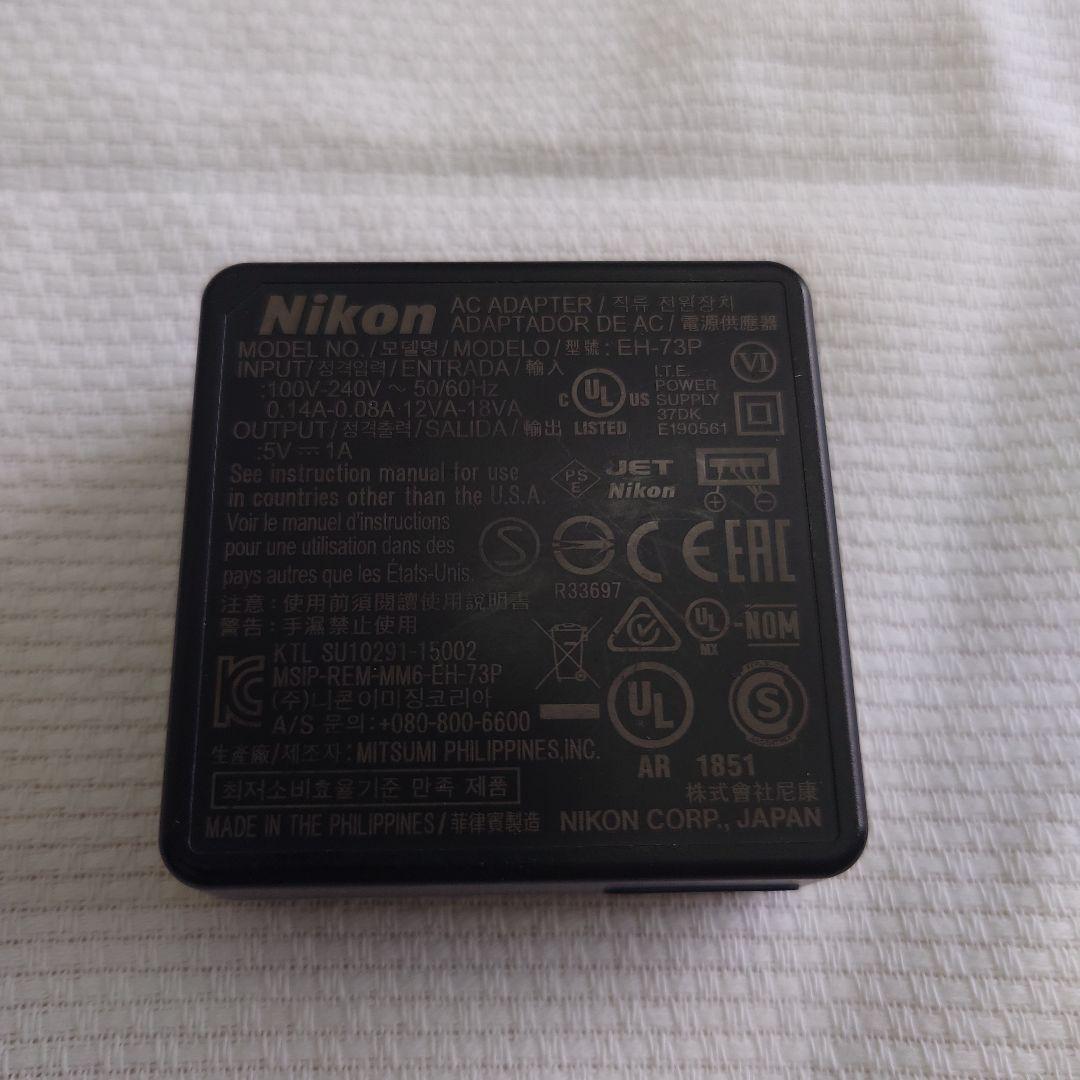 Nikon AC ADAPTER / 직류 전원장치
ADAPTADOR DE AC / 電源供應器
MODEL NO. / 모델명 / MODELO / 型號 : EH-73P
VI
INPUT / 정격입력 / ENTRADA / 輸入
:100V-240V ~ 50/60Hz
0.14A-0.08A 12VA-18VA
C UL US
LISTED
I.T.E.
POWER
SUPPLY
37DK
E190561
OUTPUT / 정격출력 / SALIDA / 輸出
:5V ⎓ 1A
See instruction manual for use
in countries other than the U.S.A.
PS
E
JET
Nikon
Voir le manuel d'instructions
pour une utilisation dans des
pays autres que les États-Unis.
S
R33697
CE EAC
注意 : 使用前須閱讀使用說明書
警告 : 手濕禁止使用
UL
MX
-NOM
KTL SU10291-15002
MSIP-REM-MM6-EH-73P
(주)니콘이미징코리아
A/S 문의 : +080-800-6600
UL
AR 1851
S
生產廠 / 제조자 : MITSUMI PHILIPPINES,INC.
최저소비효율기준 만족 제품
株式會社尼康
MADE IN THE PHILIPPINES / 菲律賓製造
NIKON CORP., JAPAN